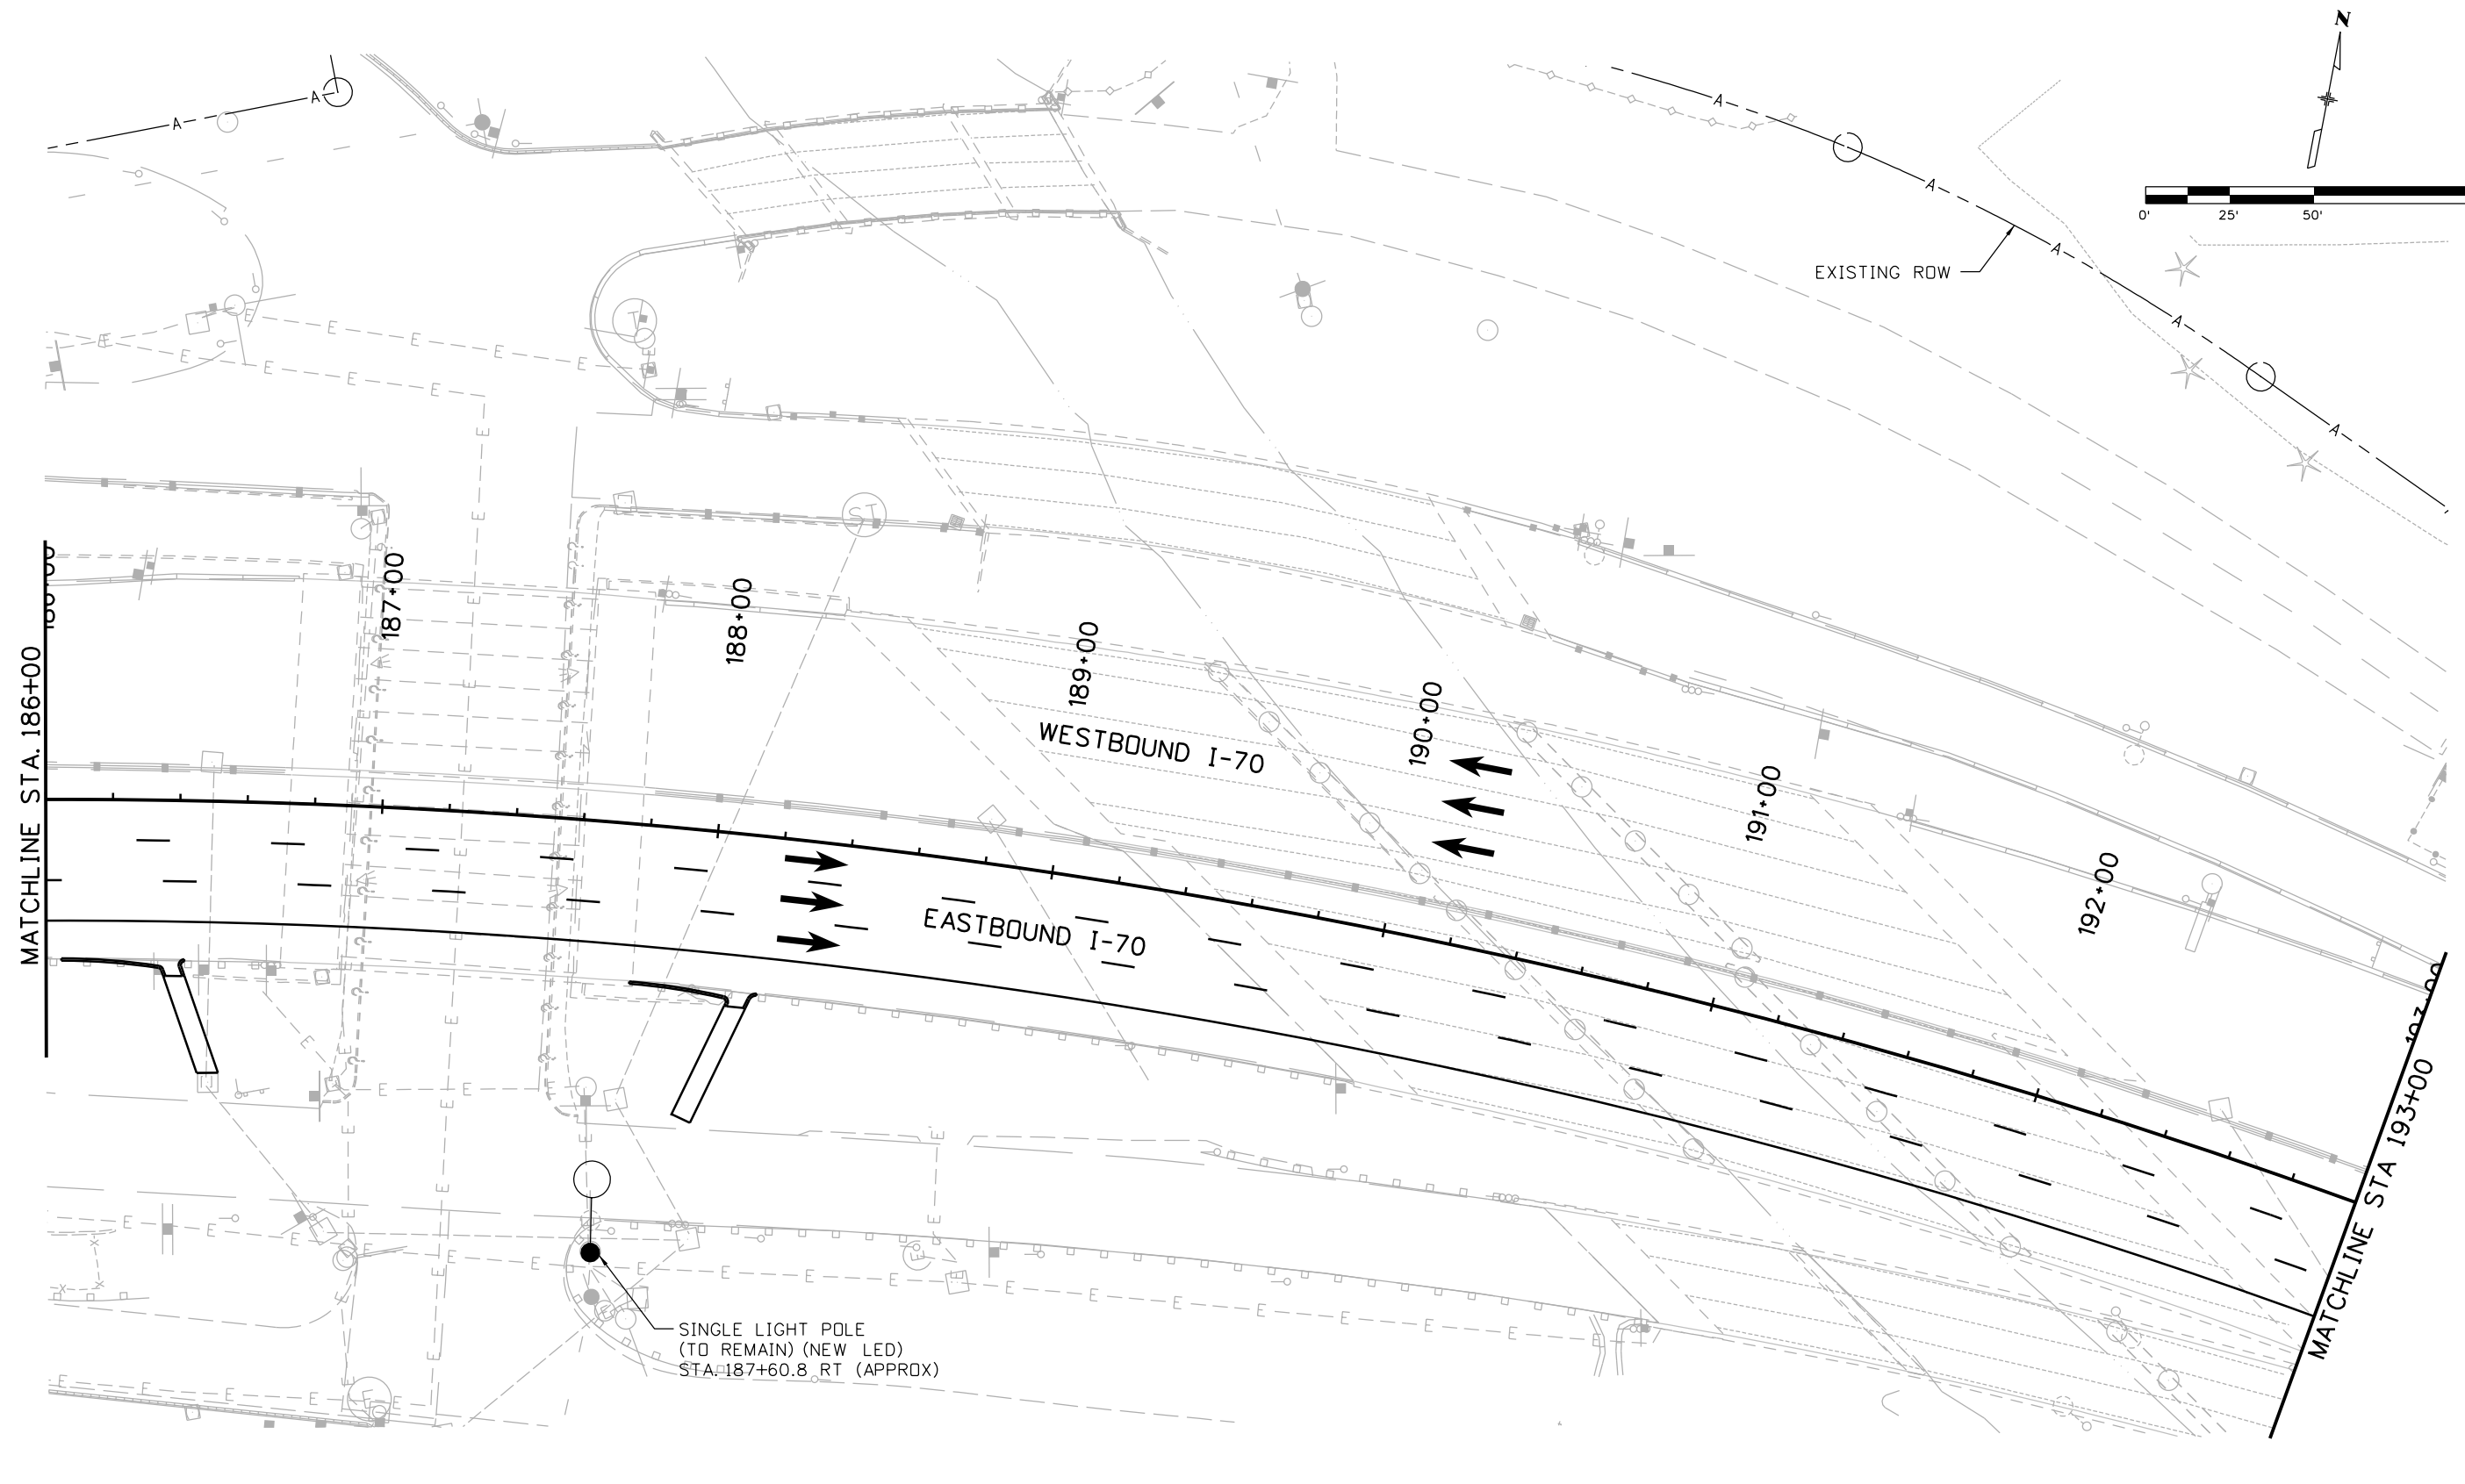 N
0' 25' 50'
EXISTING ROW
A
A
A
A
A
A
A
T
ST
187+00
188+00
189+00
190+00
191+00
192+00
MATCHLINE STA. 186+00
WESTBOUND I-70
EASTBOUND I-70
MATCHLINE STA 193+00
SINGLE LIGHT POLE
(TO REMAIN) (NEW LED)
STA. 187+60.8 RT (APPROX)